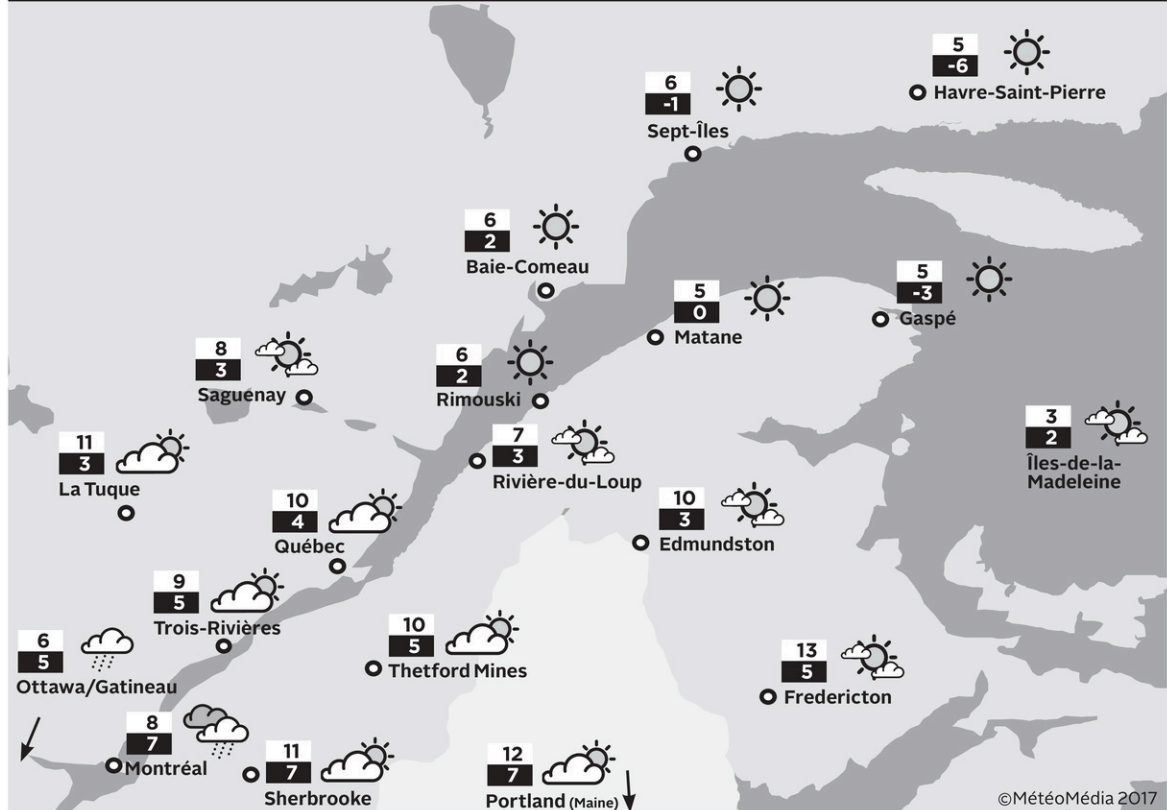 5
-6
Havre-Saint-Pierre
6
-1
Sept-Îles
6
2
Baie-Comeau
5
-3
Gaspé
5
0
Matane
8
3
Saguenay
6
2
Rimouski
3
2
Îles-de-la-
Madeleine
7
3
Rivière-du-Loup
11
3
La Tuque
10
4
Québec
10
3
Edmundston
9
5
Trois-Rivières
10
5
Thetford Mines
6
5
Ottawa/Gatineau
13
5
Fredericton
8
7
Montréal
11
7
Sherbrooke
12
7
Portland (Maine)
©MétéoMédia 2017